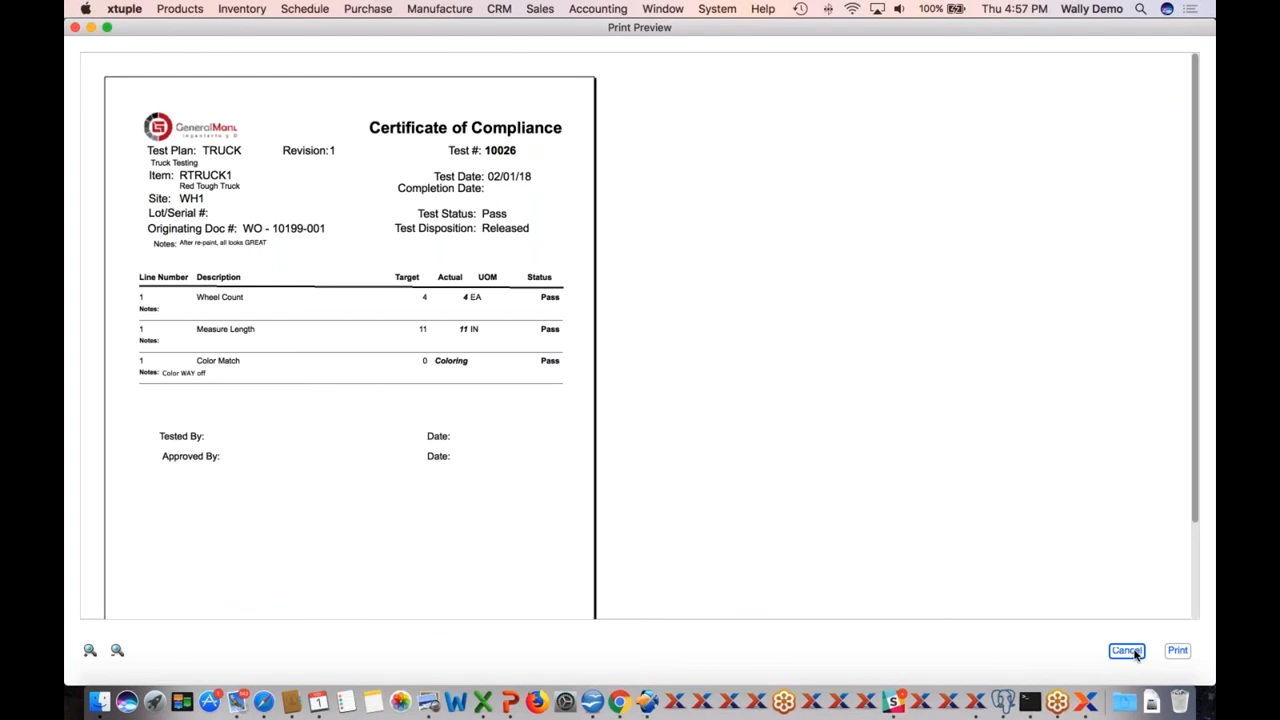 xtuple Products Inventory Schedule Purchase Manufacture CRM Sales Accounting Window System Help 100% Thu 4:57 PM Wally Demo
Print Preview
GeneralManu
Certificate of Compliance
Test Plan: TRUCK Revision:1 Test #: 10026
Truck Testing
Item: RTRUCK1 Test Date: 02/01/18
Red Tough Truck Completion Date:
Site: WH1
Lot/Serial #: Test Status: Pass
Originating Doc #: WO - 10199-001 Test Disposition: Released
Notes: After re-paint, all looks GREAT
Line Number Description Target Actual UOM Status
1 Wheel Count 4 4 EA Pass
Notes:
1 Measure Length 11 11 IN Pass
Notes:
1 Color Match 0 Coloring Pass
Notes: Color WAY off
Tested By: Date:
Approved By: Date:
Cancel Print